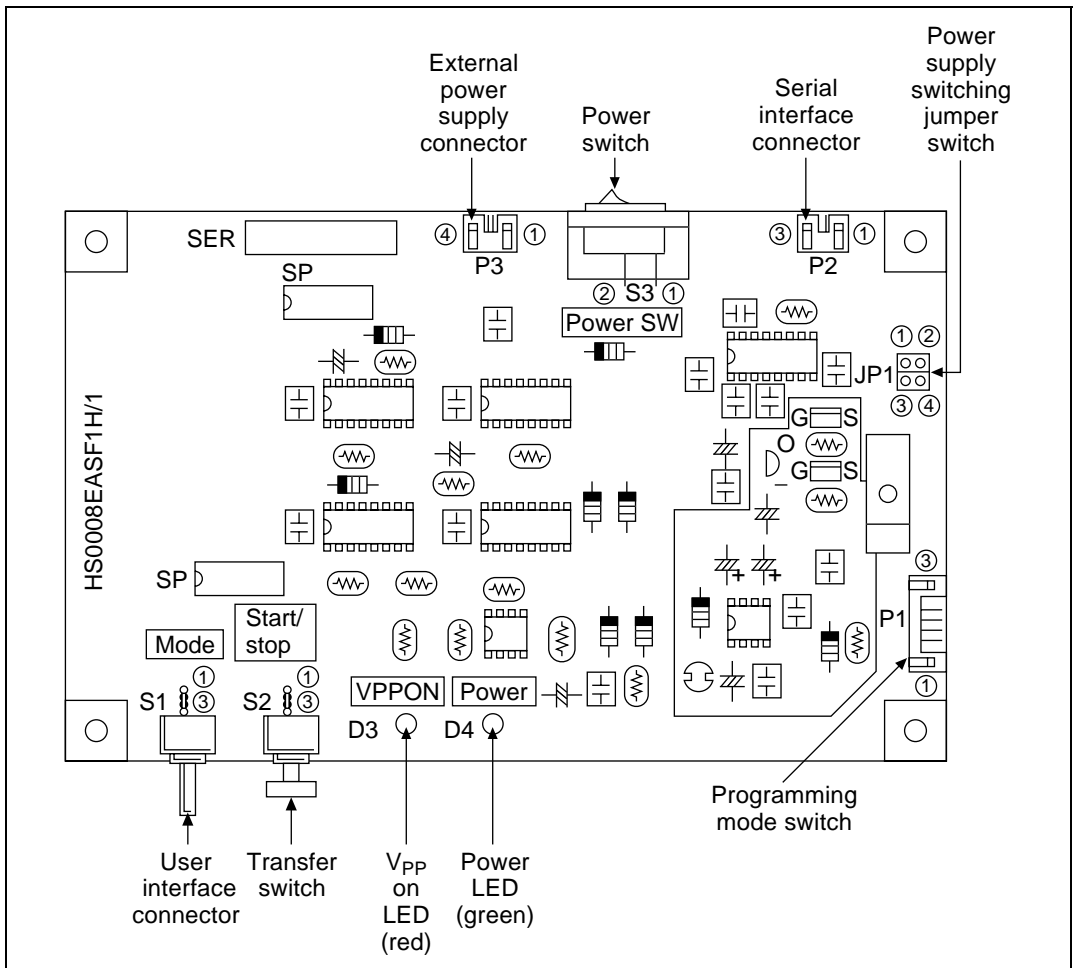 External
power
supply
connector
Power
switch
Serial
interface
connector
Power
supply
switching
jumper
switch
SER
④ ①
P3
③ ①
P2
SP
② S3 ①
Power SW
① ②
JP1
③ ④
G S
O
G S
I
HS0008EASF1H/1
SP
③
P1
①
Start/
stop
Mode
①
S1 ③
①
S2 ③
VPPON
Power
D3
D4
+ +
Programming
mode switch
User
interface
connector
Transfer
switch
VPP
on
LED
(red)
Power
LED
(green)